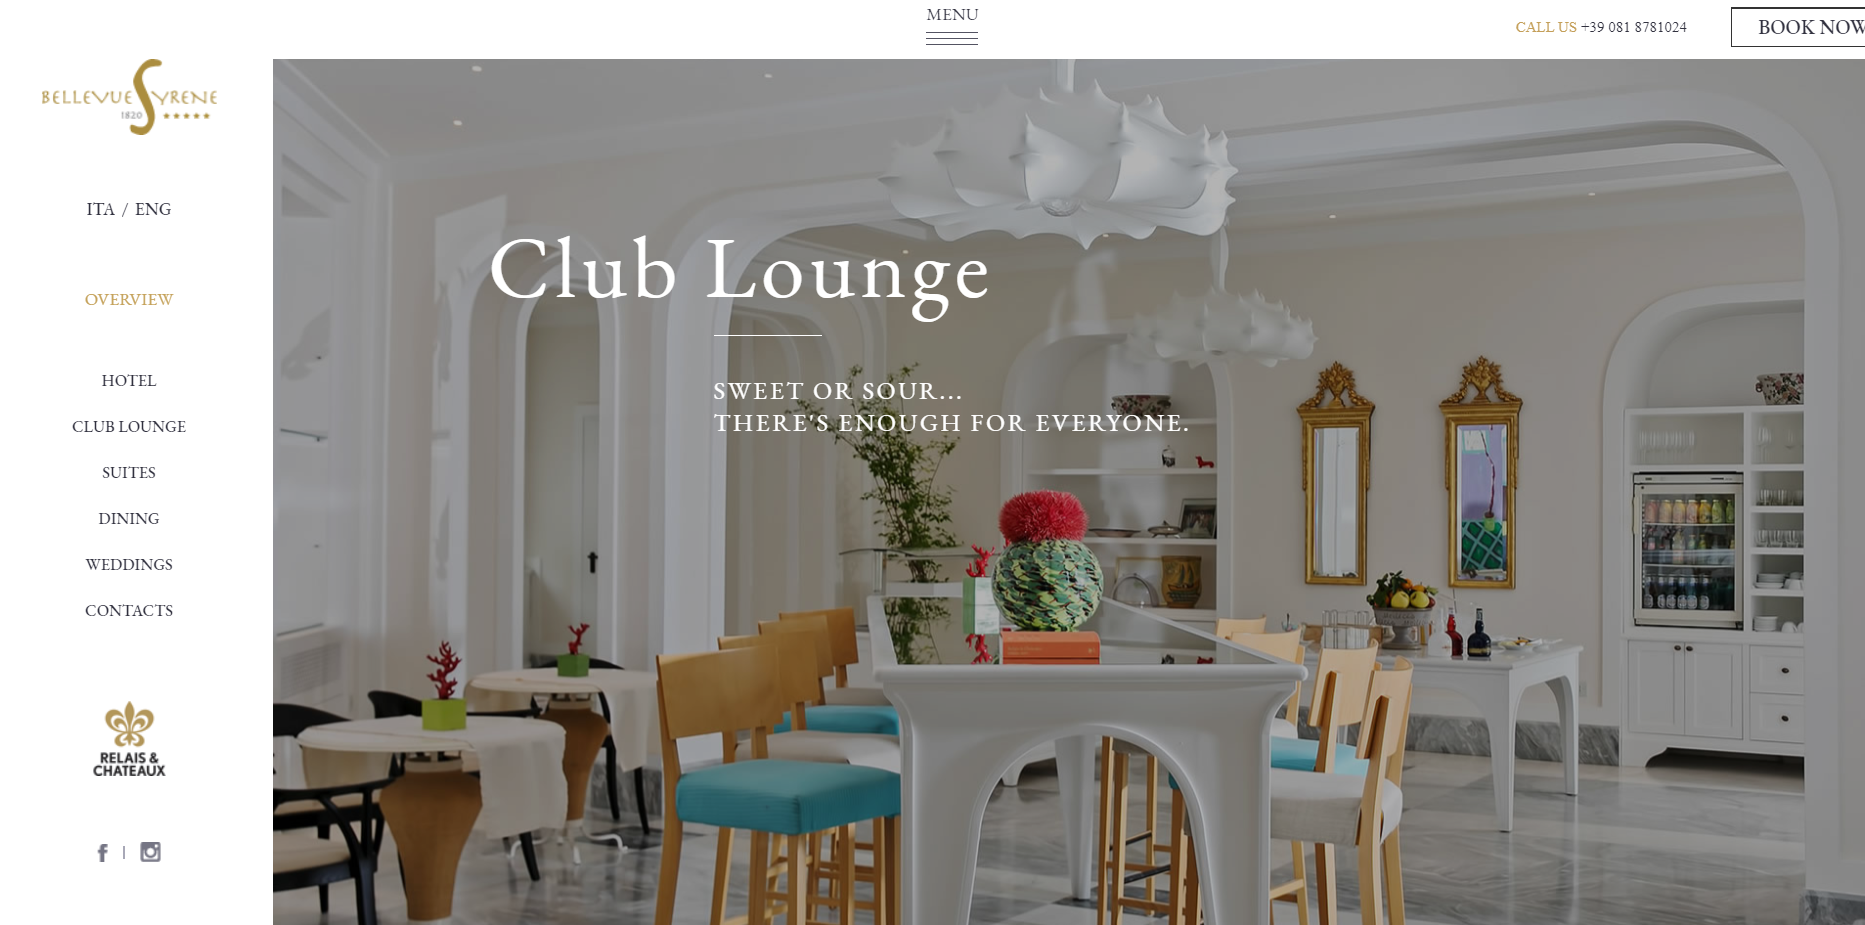 MENU
CALL US +39 081 8781024
BOOK NOW
BELLEVUE SYRENE
1820
ITA / ENG
OVERVIEW
HOTEL
CLUB LOUNGE
SUITES
DINING
WEDDINGS
CONTACTS
RELAIS &
CHATEAUX
Club Lounge
SWEET OR SOUR...
THERE'S ENOUGH FOR EVERYONE.